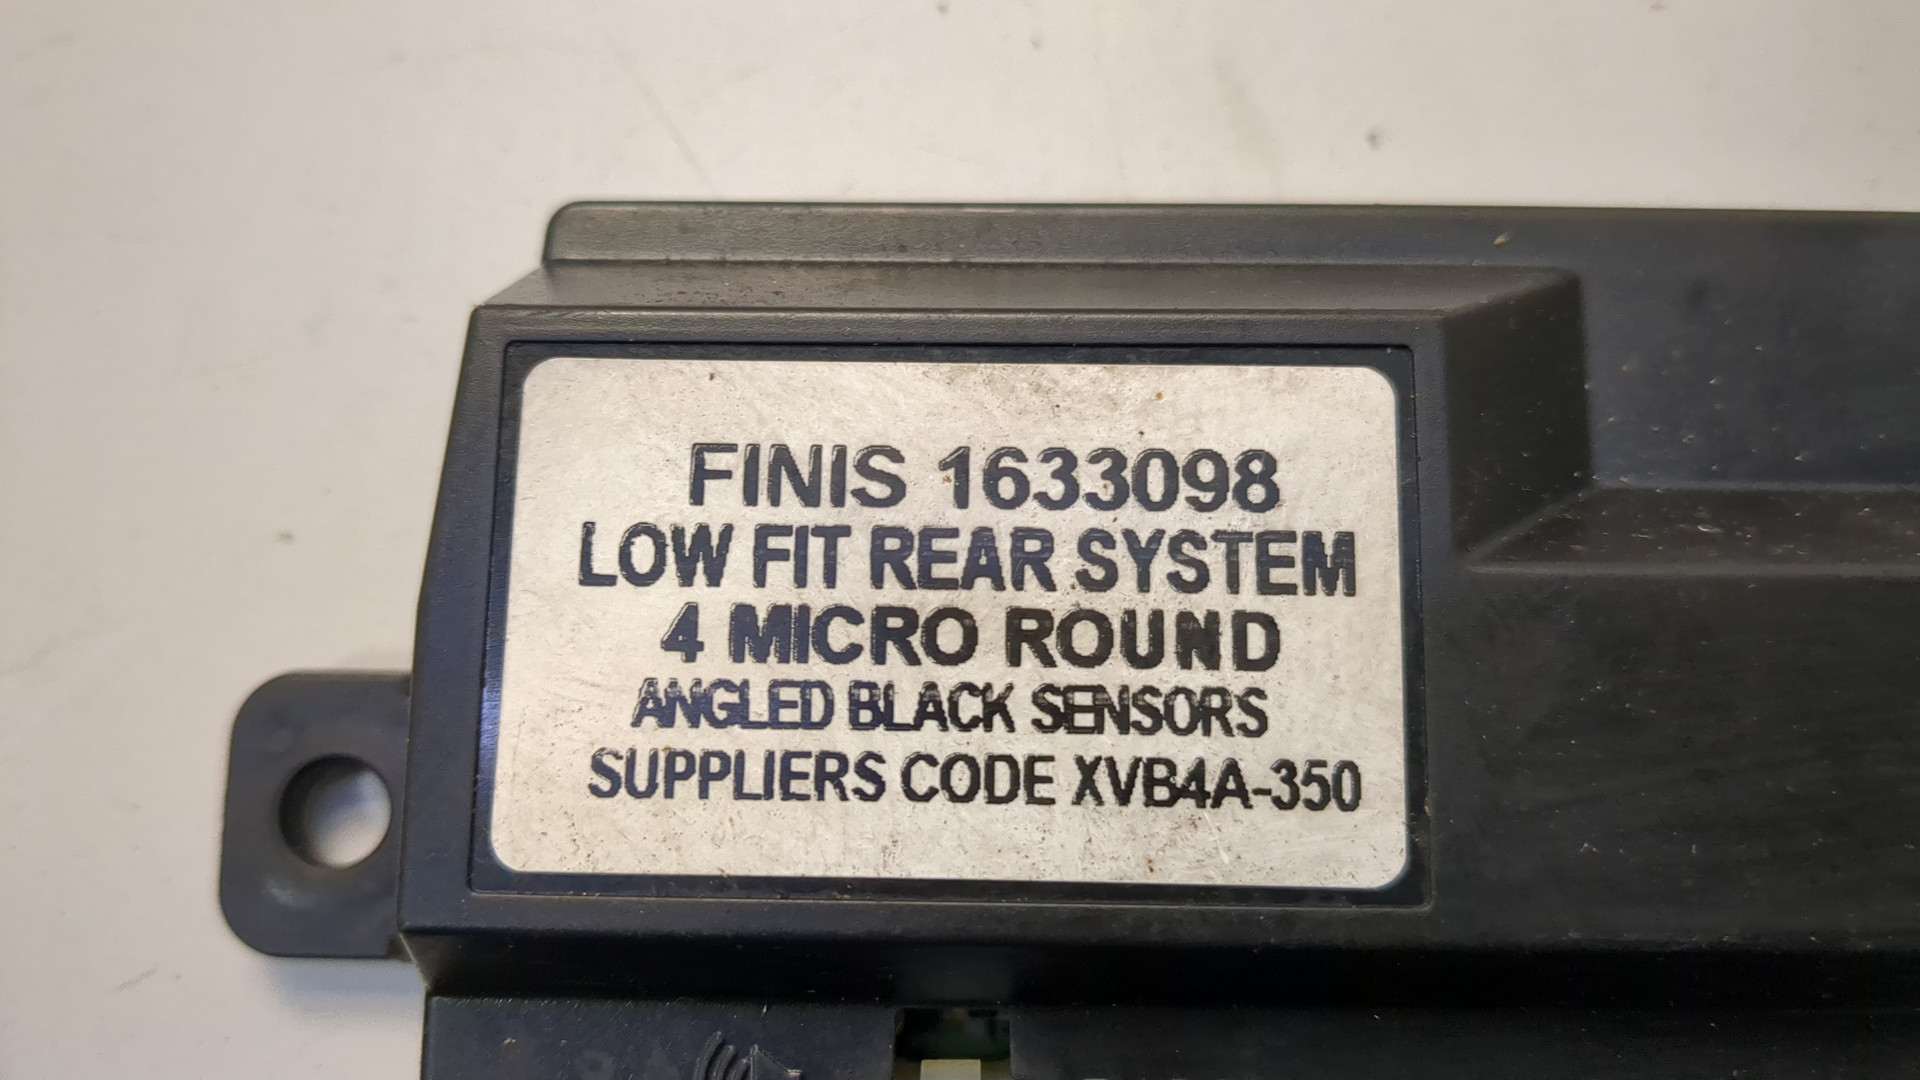 FINIS 1633098
LOW FIT REAR SYSTEM
4 MICRO ROUND
ANGLED BLACK SENSORS
SUPPLIERS CODE XVB4A-350